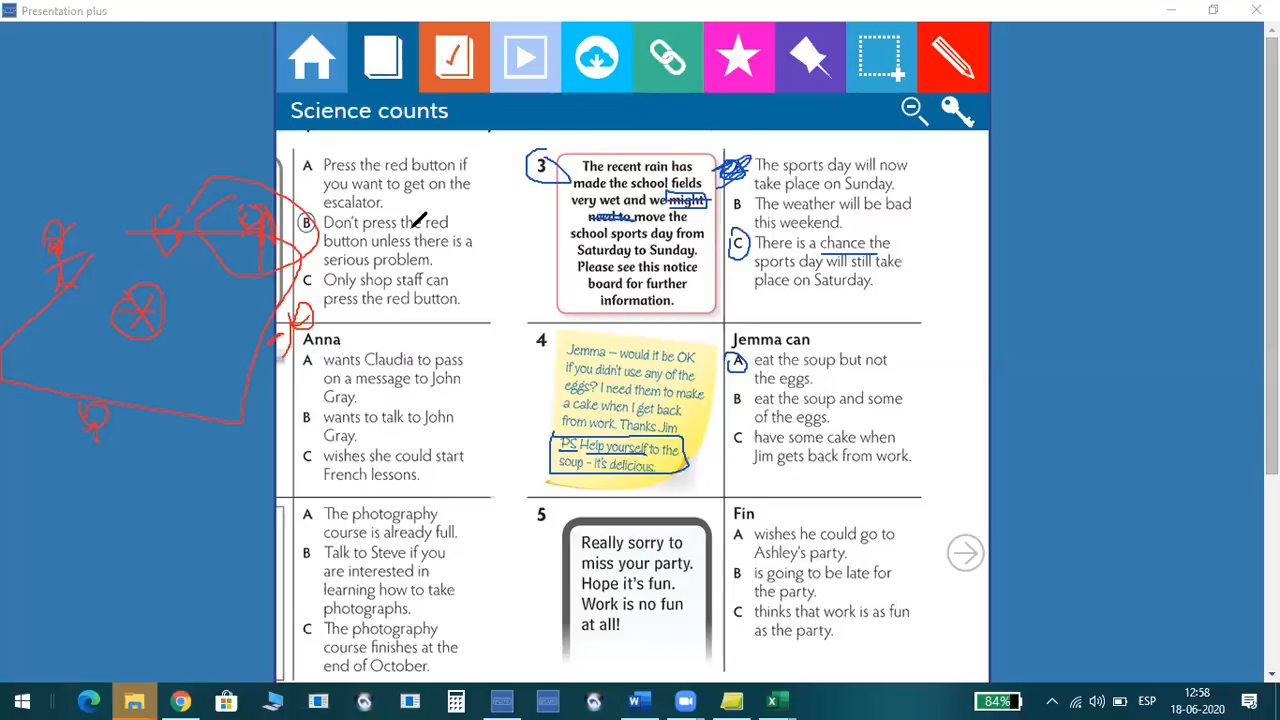 Presentation plus
Science counts
A Press the red button if
you want to get on the
escalator.
B Don't press the red
button unless there is a
serious problem.
C Only shop staff can
press the red button.
Anna
A wants Claudia to pass
on a message to John
Gray.
B wants to talk to John
Gray.
C wishes she could start
French lessons.
A The photography
course is already full.
B Talk to Steve if you
are interested in
learning how to take
photographs.
C The photography
course finishes at the
end of October.
3
The recent rain has
made the school fields
very wet and we might
need to move the
school sports day from
Saturday to Sunday.
Please see this notice
board for further
information.
The sports day will now
take place on Sunday.
B The weather will be bad
this weekend.
C There is a chance the
sports day will still take
place on Saturday.
4
Jemma – would it be OK
if you didn't use any of the
eggs? I need them to make
a cake when I get back
from work. Thanks Jim
PS Help yourself to the
soup – it's delicious.
Jemma can
A eat the soup but not
the eggs.
B eat the soup and some
of the eggs.
C have some cake when
Jim gets back from work.
5
Really sorry to
miss your party.
Hope it's fun.
Work is no fun
at all!
Fin
A wishes he could go to
Ashley's party.
B is going to be late for
the party.
C thinks that work is as fun
as the party.
84%
ESP
12:58
18-06-2020